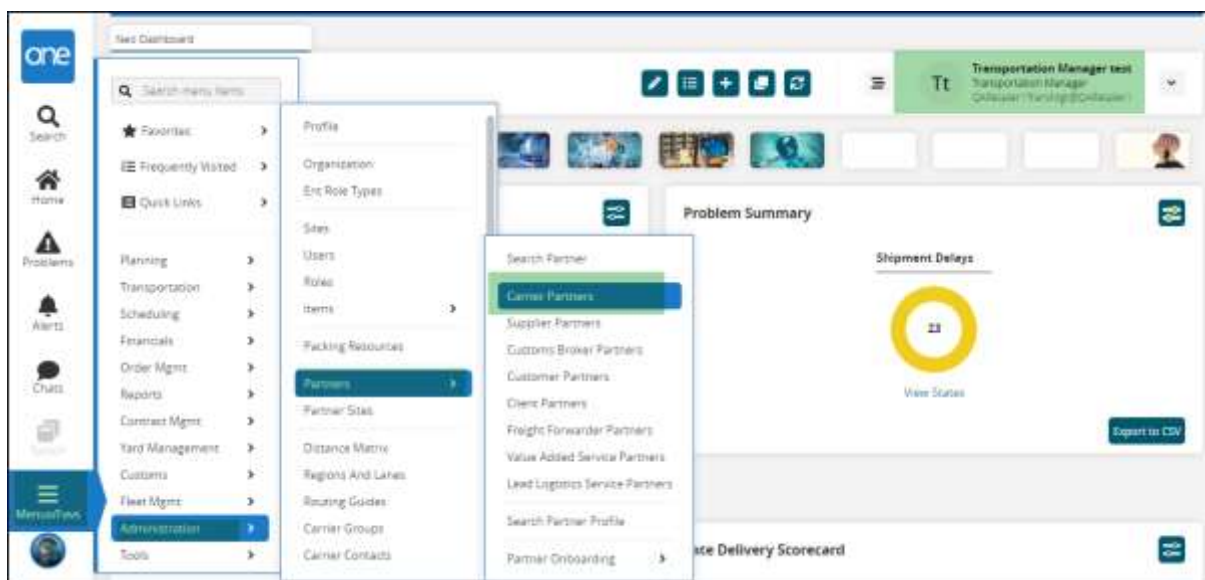 Neo Dashboard
one
Search
Home
Problems
Alerts
Chats
Menus/Favs
Search menu items
Favorites
Frequently Visited
Quick Links
Planning
Transportation
Scheduling
Financials
Order Mgmt
Reports
Contract Mgmt
Yard Management
Customs
Fleet Mgmt
Administration
Tools
Profile
Organization
Ent Role Types
Sites
Users
Roles
Items
Packing Resources
Partners
Partner Sites
Distance Matrix
Regions And Lanes
Routing Guides
Carrier Groups
Carrier Contacts
Search Partner
Carrier Partners
Supplier Partners
Customs Broker Partners
Customer Partners
Client Partners
Freight Forwarder Partners
Value Added Service Partners
Lead Logistics Service Partners
Search Partner Profile
Partner Onboarding
Tt
Transportation Manager test
Transportation Manager
Problem Summary
Shipment Delays
23
View States
Export to CSV
Delivery Scorecard